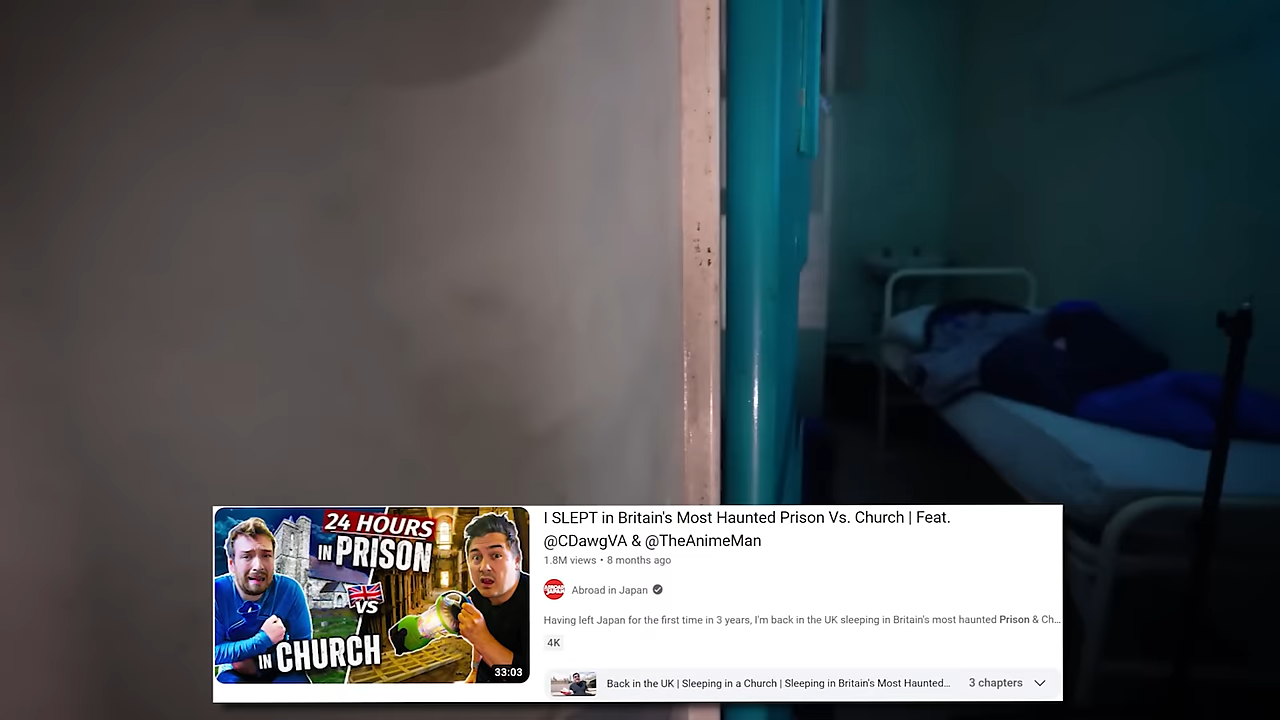 24 HOURS
IN PRISON
VS
IN CHURCH
33:03
I SLEPT in Britain's Most Haunted Prison Vs. Church | Feat.
@CDawgVA & @TheAnimeMan
1.8M views • 8 months ago
Abroad in Japan
Having left Japan for the first time in 3 years, I'm back in the UK sleeping in Britain's most haunted Prison & Ch...
4K
Back in the UK | Sleeping in a Church | Sleeping in Britain's Most Haunted...
3 chapters